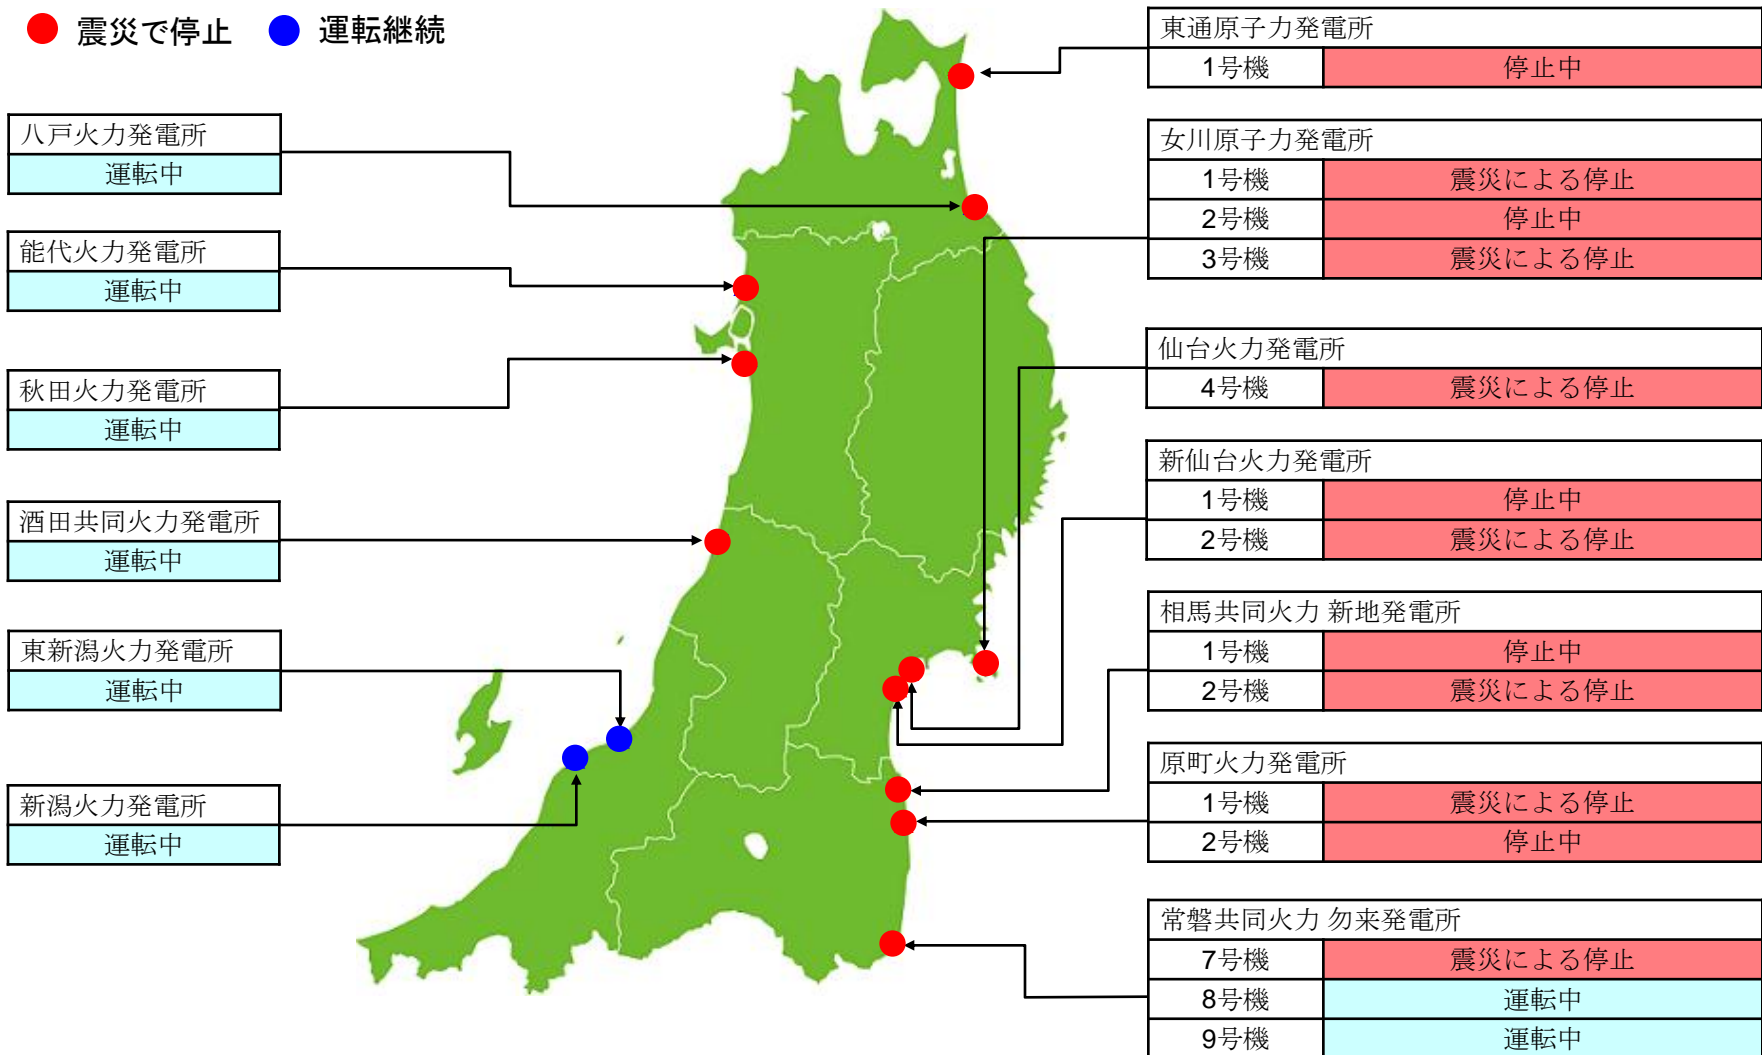 震災で停止 運転継続
八戸火力発電所
運転中
能代火力発電所
運転中
秋田火力発電所
運転中
酒田共同火力発電所
運転中
東新潟火力発電所
運転中
新潟火力発電所
運転中
東通原子力発電所
1号機 停止中
女川原子力発電所
1号機 震災による停止
2号機 停止中
3号機 震災による停止
仙台火力発電所
4号機 震災による停止
新仙台火力発電所
1号機 停止中
2号機 震災による停止
相馬共同火力 新地発電所
1号機 停止中
2号機 震災による停止
原町火力発電所
1号機 震災による停止
2号機 停止中
常磐共同火力 勿来発電所
7号機 震災による停止
8号機 運転中
9号機 運転中